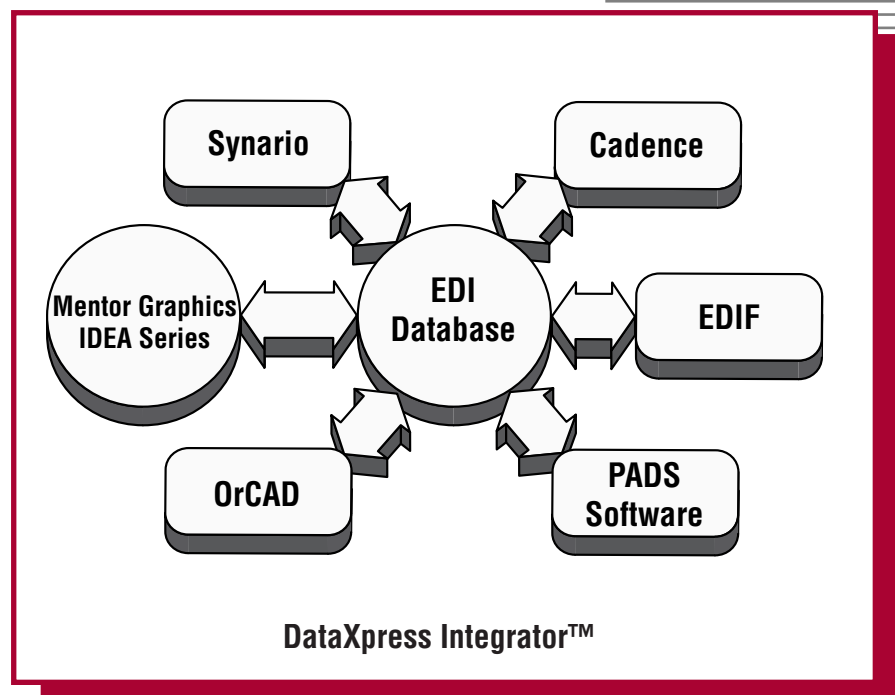 Synario
Cadence
Mentor Graphics
IDEA Series
EDI
Database
EDIF
OrCAD
PADS
Software
DataXpress Integrator™